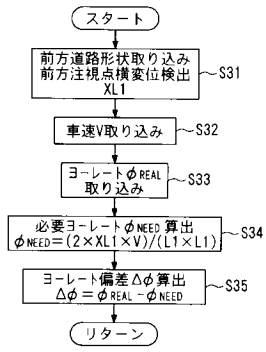 スタート
前方道路形状取り込み
前方注視点横変位検出
XL1
S31
車速V取り込み
S32
ヨーレートφREAL
取り込み
S33
必要ヨーレートφNEED算出
φNEED=(2×XL1×V)/(L1×L1)
S34
ヨーレート偏差Δφ算出
Δφ=φREAL-φNEED
S35
リターン